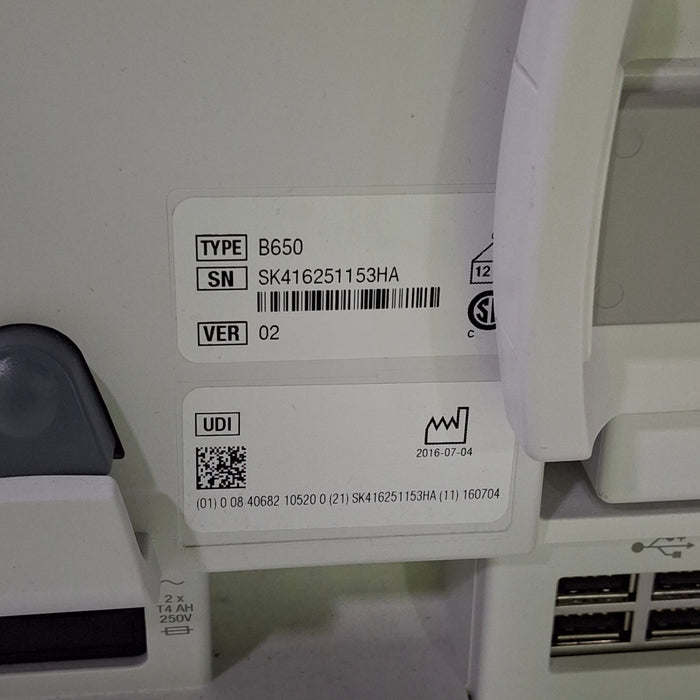 TYPE B650
SN SK416251153HA
12
VER 02
C
UDI
2016-07-04
(01) 0 08 40682 10520 0 (21) SK416251153HA (11) 160704
2 x
T4 AH
250V